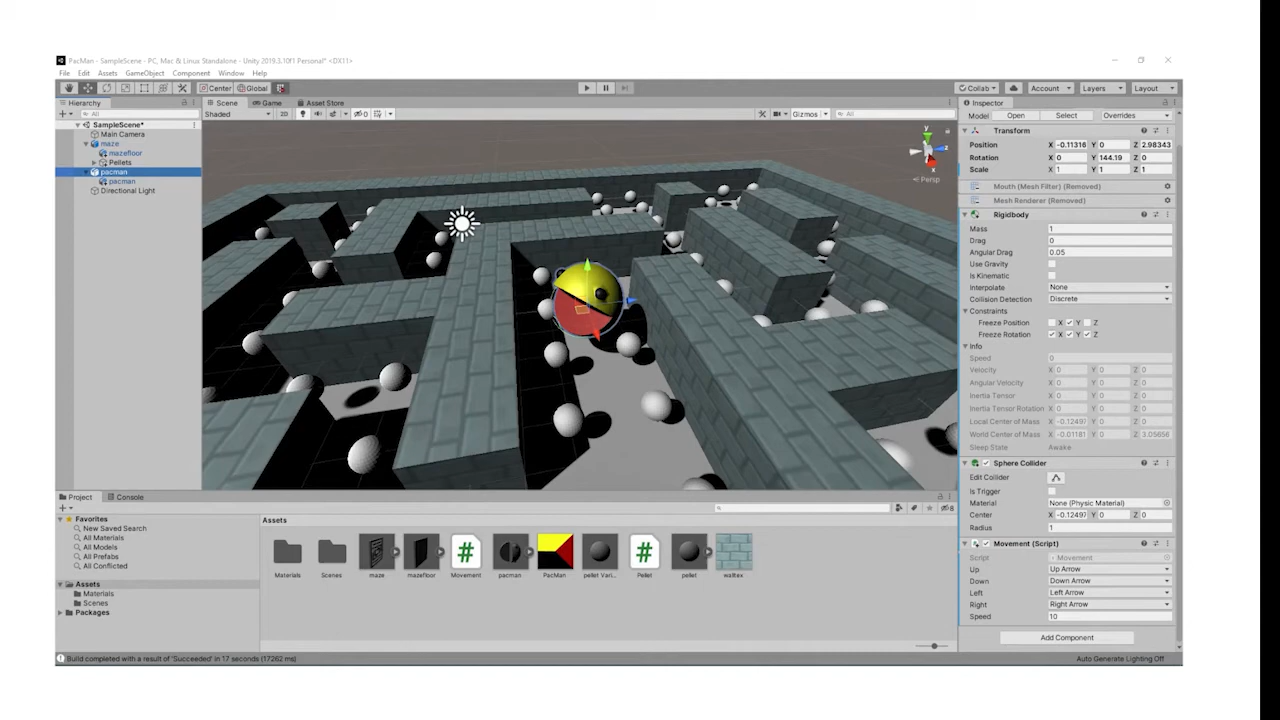 PacMan - SampleScene - PC, Mac & Linux Standalone - Unity 2019.3.10f1 Personal* <DX11>
File Edit Assets GameObject Component Window Help
Center Global Collab Account Layers Layout
Hierarchy
All
SampleScene*
Main Camera
maze
mazefloor
Pellets
pacman
pacman
Directional Light
Scene Game Asset Store
Shaded 2D 0 Gizmos All
y
z
x
Persp
Inspector
Model Open Select Overrides
Transform
Position X -0.11316 Y 0 Z 2.98343
Rotation X 0 Y 144.19 Z 0
Scale X 1 Y 1 Z 1
Mouth (Mesh Filter) (Removed)
Mesh Renderer (Removed)
Rigidbody
Mass 1
Drag 0
Angular Drag 0.05
Use Gravity
Is Kinematic
Interpolate None
Collision Detection Discrete
Constraints
Freeze Position X Y Z
Freeze Rotation X Y Z
Info
Speed 0
Velocity X 0 Y 0 Z 0
Angular Velocity X 0 Y 0 Z 0
Inertia Tensor X 0 Y 0 Z 0
Inertia Tensor Rotation X 0 Y 0 Z 0
Local Center of Mass X -0.12497 Y 0 Z 0
World Center of Mass X -0.01181 Y 0 Z 3.05656
Sleep State Awake
Sphere Collider
Edit Collider
Is Trigger
Material None (Physic Material)
Center X -0.12497 Y 0 Z 0
Radius 1
Movement (Script)
Script Movement
Up Up Arrow
Down Down Arrow
Left Left Arrow
Right Right Arrow
Speed 10
Add Component
Project Console
8
Favorites
New Saved Search
All Materials
All Models
All Prefabs
All Conflicted
Assets
Materials
Scenes
Packages
Assets
Materials Scenes maze mazefloor Movement pacman PacMan pellet Vari... Pellet pellet walltex
Build completed with a result of 'Succeeded' in 17 seconds (17262 ms)
Auto Generate Lighting Off